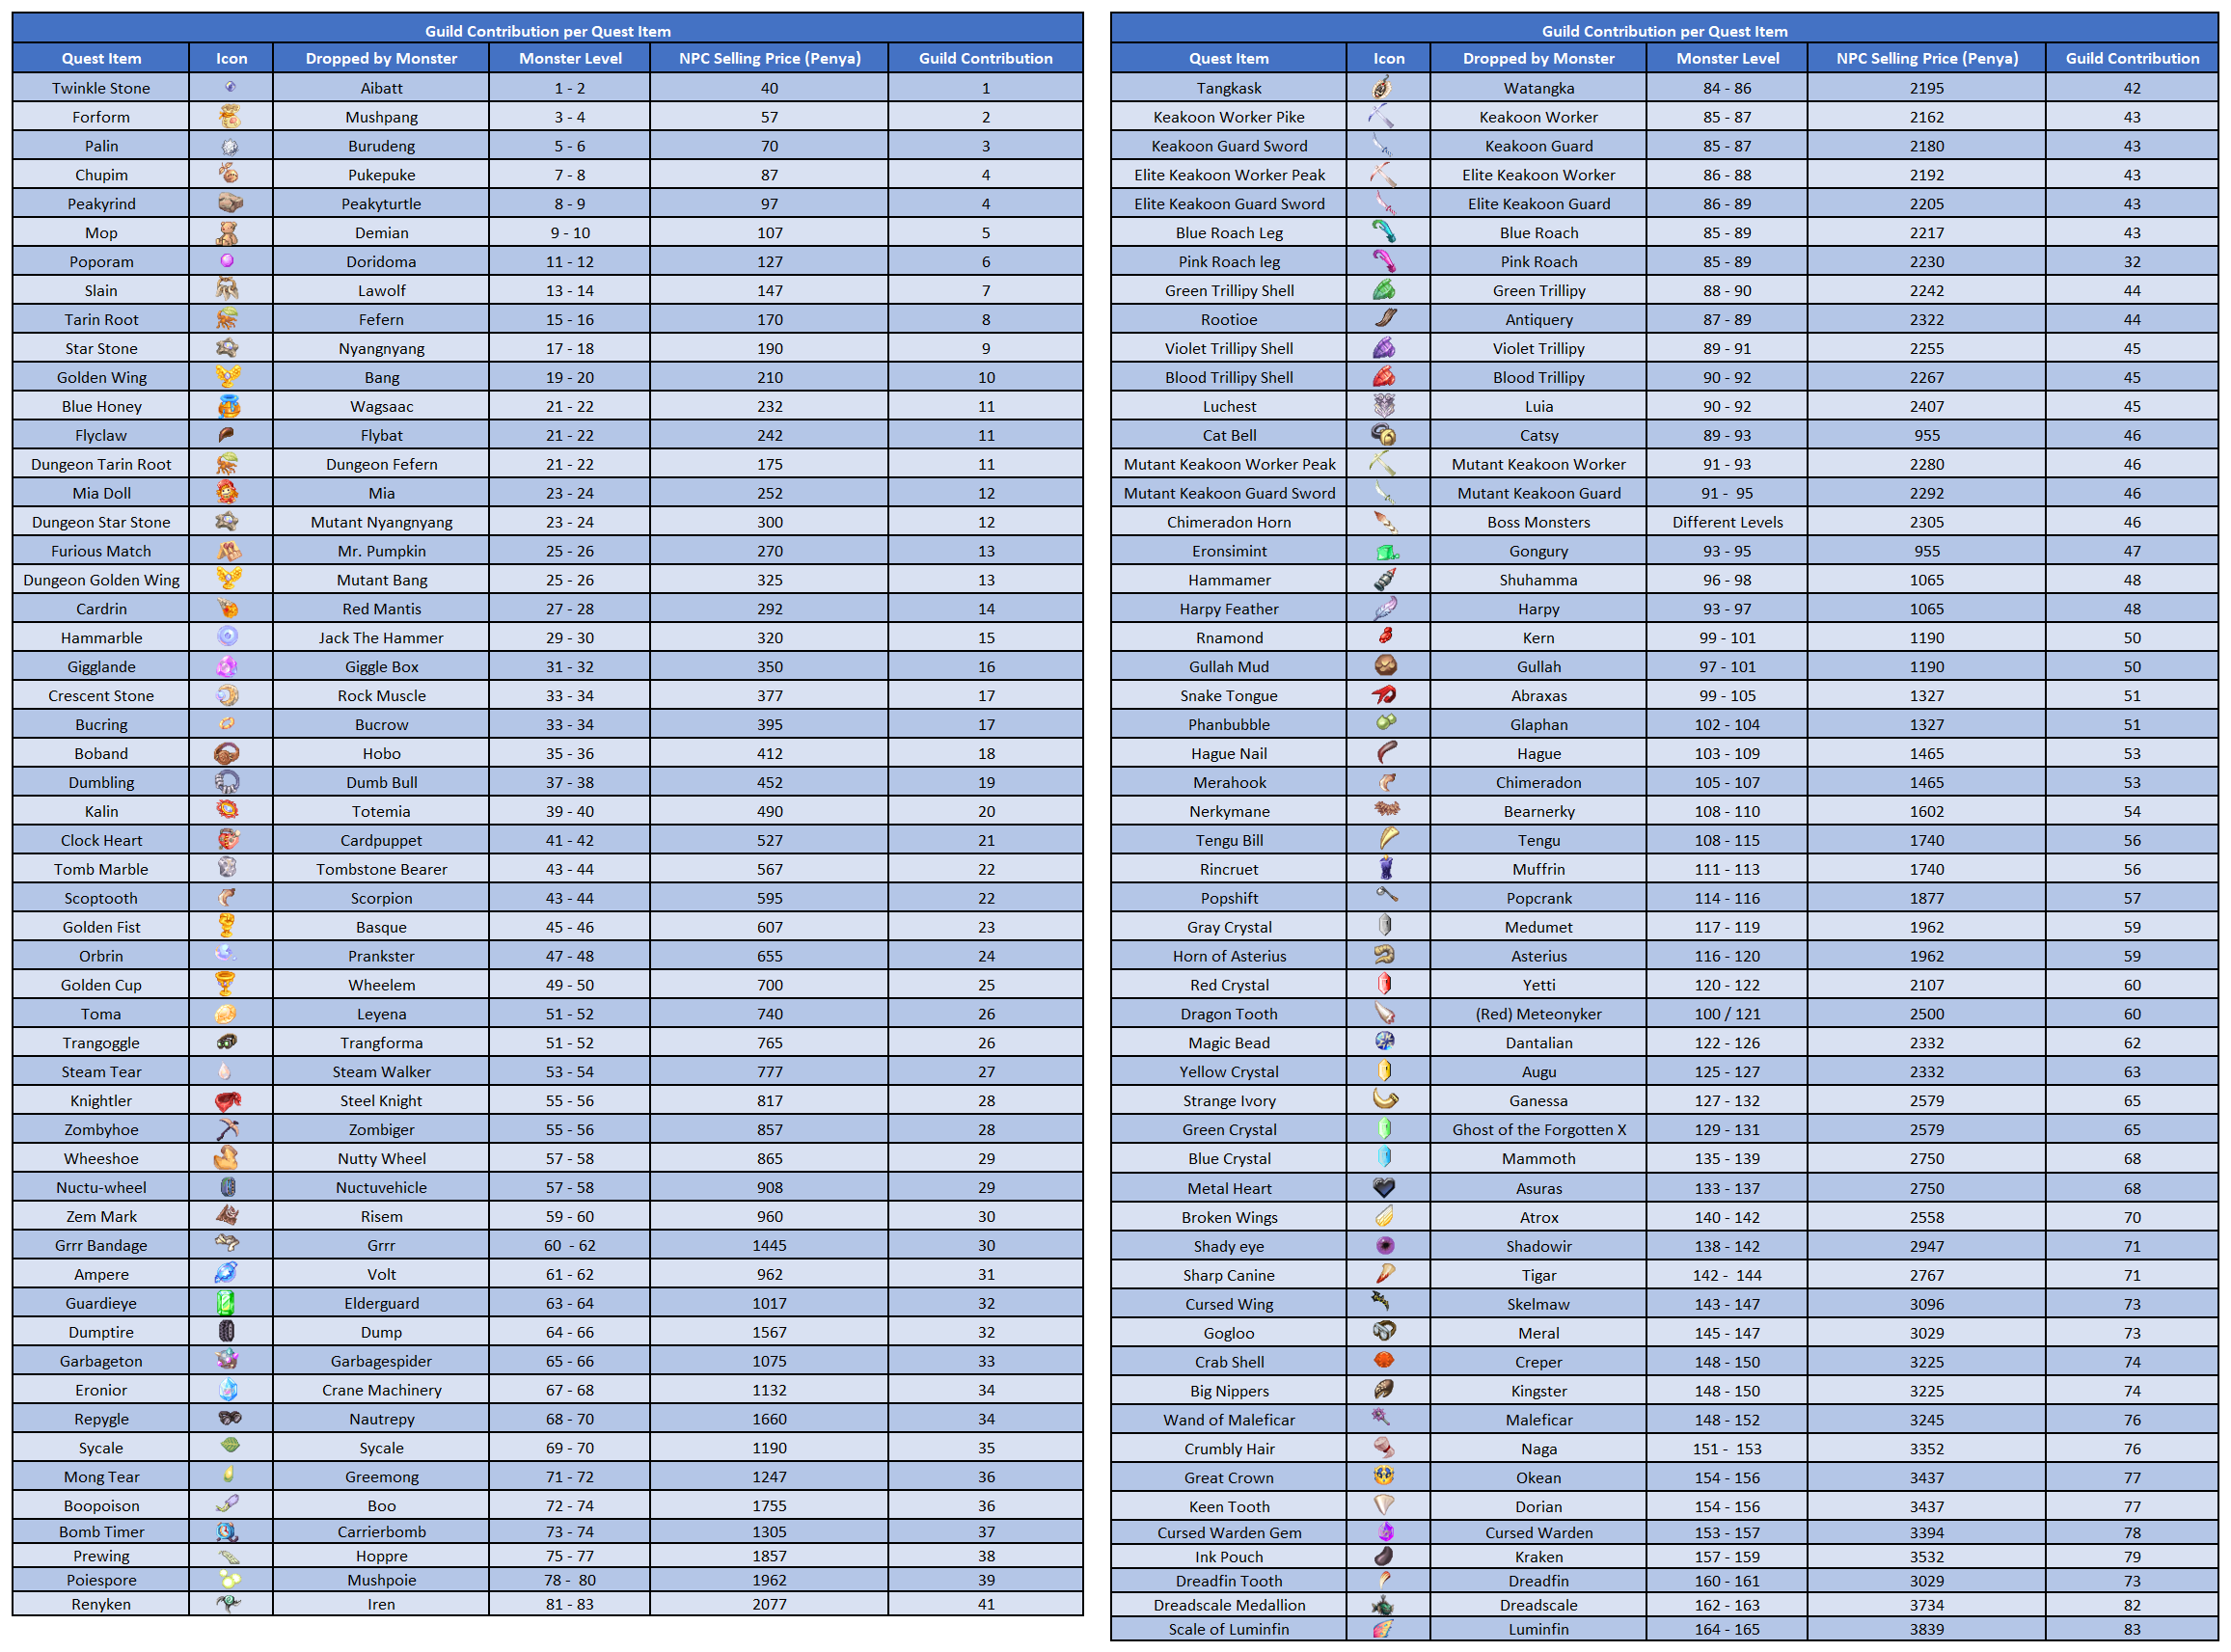 Guild Contribution per Quest Item
Quest Item Icon Dropped by Monster Monster Level NPC Selling Price (Penya) Guild Contribution
Twinkle Stone Aibatt 1 - 2 40 1
Forform Mushpang 3 - 4 57 2
Palin Burudeng 5 - 6 70 3
Chupim Pukepuke 7 - 8 87 4
Peakyrind Peakyturtle 8 - 9 97 4
Mop Demian 9 - 10 107 5
Poporam Doridoma 11 - 12 127 6
Slain Lawolf 13 - 14 147 7
Tarin Root Fefern 15 - 16 170 8
Star Stone Nyangnyang 17 - 18 190 9
Golden Wing Bang 19 - 20 210 10
Blue Honey Wagsaac 21 - 22 232 11
Flyclaw Flybat 21 - 22 242 11
Dungeon Tarin Root Dungeon Fefern 21 - 22 175 11
Mia Doll Mia 23 - 24 252 12
Dungeon Star Stone Mutant Nyangnyang 23 - 24 300 12
Furious Match Mr. Pumpkin 25 - 26 270 13
Dungeon Golden Wing Mutant Bang 25 - 26 325 13
Cardrin Red Mantis 27 - 28 292 14
Hammarble Jack The Hammer 29 - 30 320 15
Gigglande Giggle Box 31 - 32 350 16
Crescent Stone Rock Muscle 33 - 34 377 17
Bucring Bucrow 33 - 34 395 17
Boband Hobo 35 - 36 412 18
Dumbling Dumb Bull 37 - 38 452 19
Kalin Totemia 39 - 40 490 20
Clock Heart Cardpuppet 41 - 42 527 21
Tomb Marble Tombstone Bearer 43 - 44 567 22
Scoptooth Scorpion 43 - 44 595 22
Golden Fist Basque 45 - 46 607 23
Orbrin Prankster 47 - 48 655 24
Golden Cup Wheelem 49 - 50 700 25
Toma Leyena 51 - 52 740 26
Trangoggle Trangforma 51 - 52 765 26
Steam Tear Steam Walker 53 - 54 777 27
Knightler Steel Knight 55 - 56 817 28
Zombyhoe Zombiger 55 - 56 857 28
Wheeshoe Nutty Wheel 57 - 58 865 29
Nuctu-wheel Nuctuvehicle 57 - 58 908 29
Zem Mark Risem 59 - 60 960 30
Grrr Bandage Grrr 60  - 62 1445 30
Ampere Volt 61 - 62 962 31
Guardieye Elderguard 63 - 64 1017 32
Dumptire Dump 64 - 66 1567 32
Garbageton Garbagespider 65 - 66 1075 33
Eronior Crane Machinery 67 - 68 1132 34
Repygle Nautrepy 68 - 70 1660 34
Sycale Sycale 69 - 70 1190 35
Mong Tear Greemong 71 - 72 1247 36
Boopoison Boo 72 - 74 1755 36
Bomb Timer Carrierbomb 73 - 74 1305 37
Prewing Hoppre 75 - 77 1857 38
Poiespore Mushpoie 78 -  80 1962 39
Renyken Iren 81 - 83 2077 41
Guild Contribution per Quest Item
Quest Item Icon Dropped by Monster Monster Level NPC Selling Price (Penya) Guild Contribution
Tangkask Watangka 84 - 86 2195 42
Keakoon Worker Pike Keakoon Worker 85 - 87 2162 43
Keakoon Guard Sword Keakoon Guard 85 - 87 2180 43
Elite Keakoon Worker Peak Elite Keakoon Worker 86 - 88 2192 43
Elite Keakoon Guard Sword Elite Keakoon Guard 86 - 89 2205 43
Blue Roach Leg Blue Roach 85 - 89 2217 43
Pink Roach leg Pink Roach 85 - 89 2230 32
Green Trillipy Shell Green Trillipy 88 - 90 2242 44
Rootioe Antiquery 87 - 89 2322 44
Violet Trillipy Shell Violet Trillipy 89 - 91 2255 45
Blood Trillipy Shell Blood Trillipy 90 - 92 2267 45
Luchest Luia 90 - 92 2407 45
Cat Bell Catsy 89 - 93 955 46
Mutant Keakoon Worker Peak Mutant Keakoon Worker 91 - 93 2280 46
Mutant Keakoon Guard Sword Mutant Keakoon Guard 91 -  95 2292 46
Chimeradon Horn Boss Monsters Different Levels 2305 46
Eronsimint Gongury 93 - 95 955 47
Hammamer Shuhamma 96 - 98 1065 48
Harpy Feather Harpy 93 - 97 1065 48
Rnamond Kern 99 - 101 1190 50
Gullah Mud Gullah 97 - 101 1190 50
Snake Tongue Abraxas 99 - 105 1327 51
Phanbubble Glaphan 102 - 104 1327 51
Hague Nail Hague 103 - 109 1465 53
Merahook Chimeradon 105 - 107 1465 53
Nerkymane Bearnerky 108 - 110 1602 54
Tengu Bill Tengu 108 - 115 1740 56
Rincruet Muffrin 111 - 113 1740 56
Popshift Popcrank 114 - 116 1877 57
Gray Crystal Medumet 117 - 119 1962 59
Horn of Asterius Asterius 116 - 120 1962 59
Red Crystal Yetti 120 - 122 2107 60
Dragon Tooth (Red) Meteonyker 100 / 121 2500 60
Magic Bead Dantalian 122 - 126 2332 62
Yellow Crystal Augu 125 - 127 2332 63
Strange Ivory Ganessa 127 - 132 2579 65
Green Crystal Ghost of the Forgotten X 129 - 131 2579 65
Blue Crystal Mammoth 135 - 139 2750 68
Metal Heart Asuras 133 - 137 2750 68
Broken Wings Atrox 140 - 142 2558 70
Shady eye Shadowir 138 - 142 2947 71
Sharp Canine Tigar 142 -  144 2767 71
Cursed Wing Skelmaw 143 - 147 3096 73
Gogloo Meral 145 - 147 3029 73
Crab Shell Creper 148 - 150 3225 74
Big Nippers Kingster 148 - 150 3225 74
Wand of Maleficar Maleficar 148 - 152 3245 76
Crumbly Hair Naga 151 -  153 3352 76
Great Crown Okean 154 - 156 3437 77
Keen Tooth Dorian 154 - 156 3437 77
Cursed Warden Gem Cursed Warden 153 - 157 3394 78
Ink Pouch Kraken 157 - 159 3532 79
Dreadfin Tooth Dreadfin 160 - 161 3029 73
Dreadscale Medallion Dreadscale 162 - 163 3734 82
Scale of Luminfin Luminfin 164 - 165 3839 83